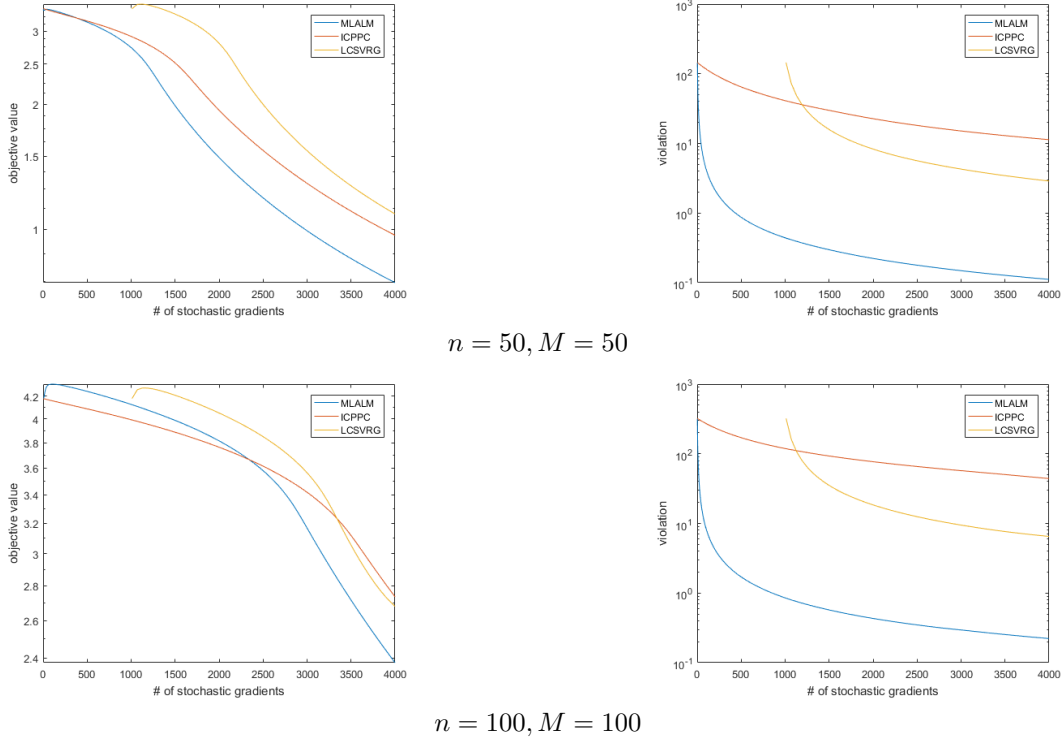 3
2.5
2
1.5
1
objective value
0 500 1000 1500 2000 2500 3000 3500 4000
# of stochastic gradients
MLALM
ICPPC
LCSVRG
10^3
10^2
10^1
10^0
10^-1
violation
0 500 1000 1500 2000 2500 3000 3500 4000
# of stochastic gradients
MLALM
ICPPC
LCSVRG
n = 50, M = 50
4.2
4
3.8
3.6
3.4
3.2
3
2.8
2.6
2.4
objective value
0 500 1000 1500 2000 2500 3000 3500 4000
# of stochastic gradients
MLALM
ICPPC
LCSVRG
10^3
10^2
10^1
10^0
10^-1
violation
0 500 1000 1500 2000 2500 3000 3500 4000
# of stochastic gradients
MLALM
ICPPC
LCSVRG
n = 100, M = 100